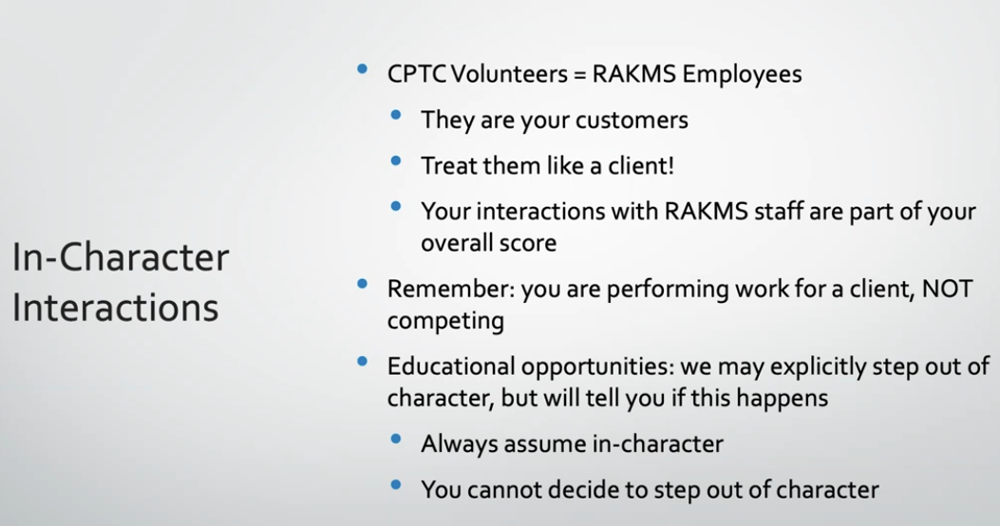 In-Character
Interactions
CPTC Volunteers = RAKMS Employees
They are your customers
Treat them like a client!
Your interactions with RAKMS staff are part of your
overall score
Remember: you are performing work for a client, NOT
competing
Educational opportunities: we may explicitly step out of
character, but will tell you if this happens
Always assume in-character
You cannot decide to step out of character